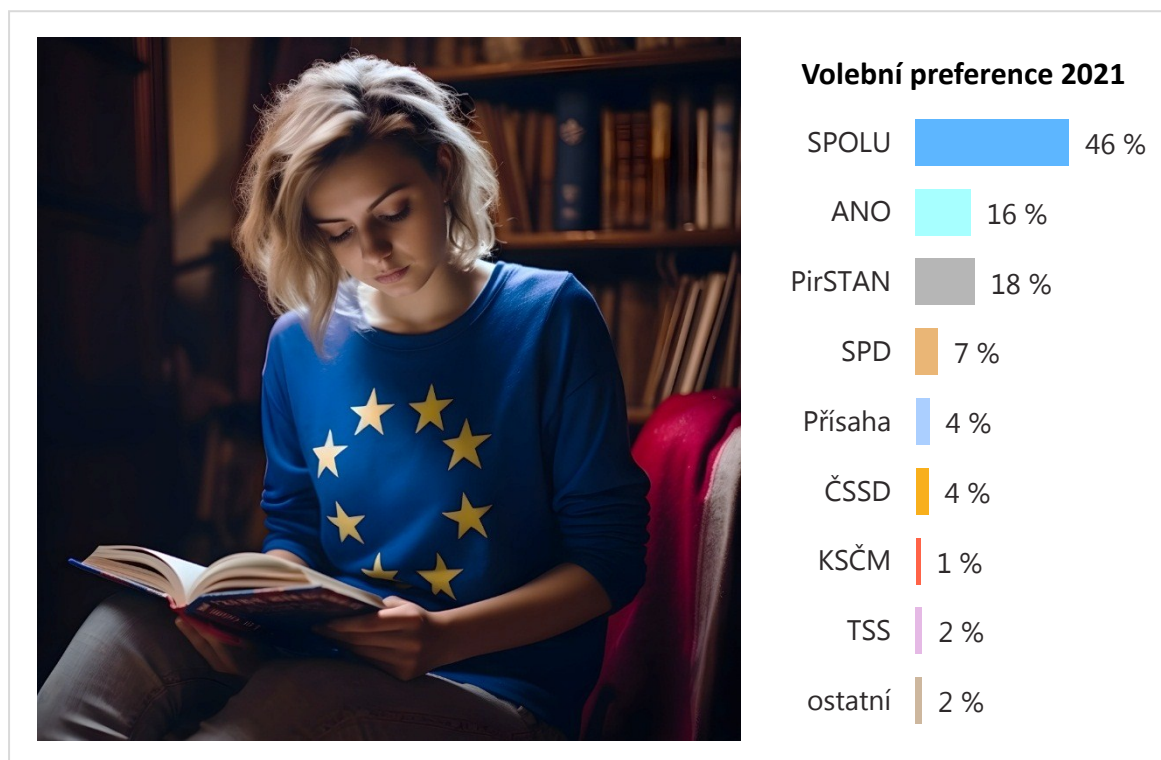 Volební preference 2021
SPOLU 46 %
ANO 16 %
PirSTAN 18 %
SPD 7 %
Přísaha 4 %
ČSSD 4 %
KSČM 1 %
TSS 2 %
ostatní 2 %